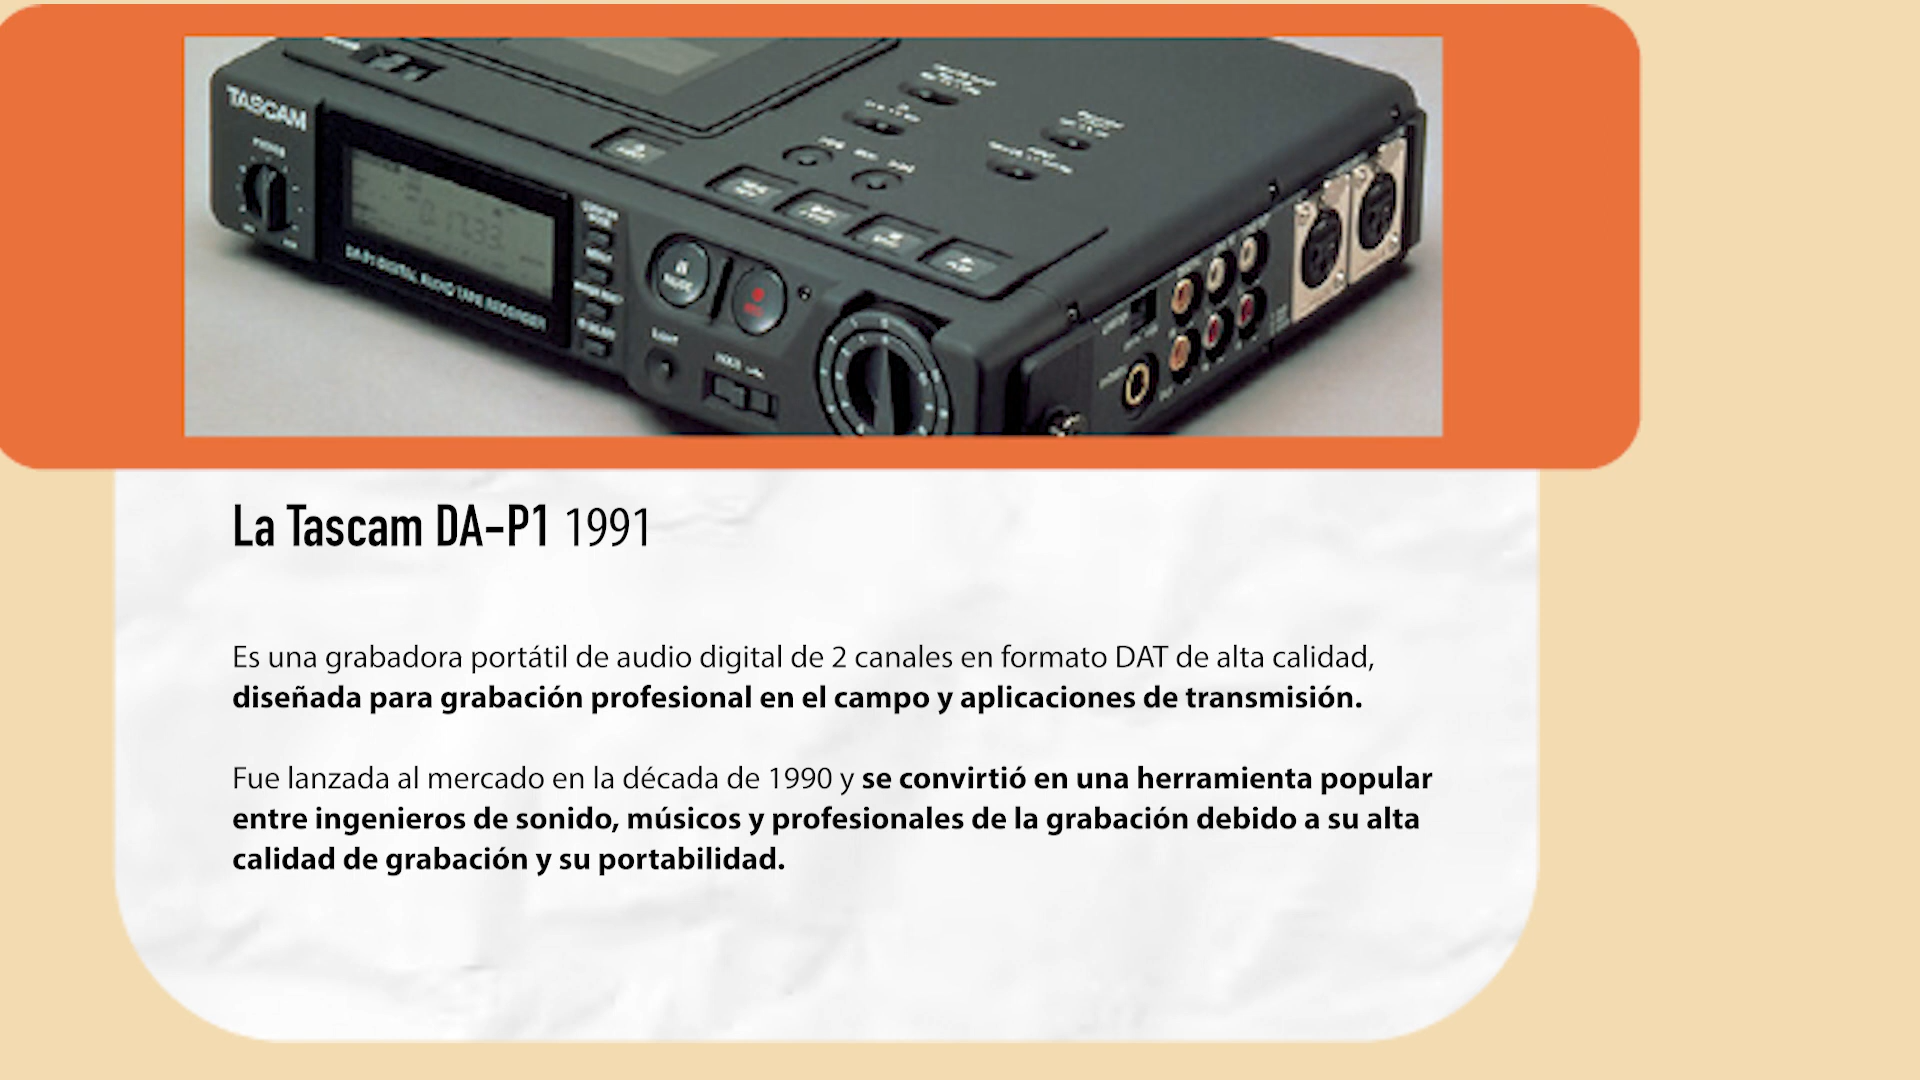 TASCAM
PHONES
DA-P1 DIGITAL AUDIO TAPE RECORDER
La Tascam DA-P1 1991
Es una grabadora portátil de audio digital de 2 canales en formato DAT de alta calidad,
diseñada para grabación profesional en el campo y aplicaciones de transmisión.
Fue lanzada al mercado en la década de 1990 y se convirtió en una herramienta popular
entre ingenieros de sonido, músicos y profesionales de la grabación debido a su alta
calidad de grabación y su portabilidad.